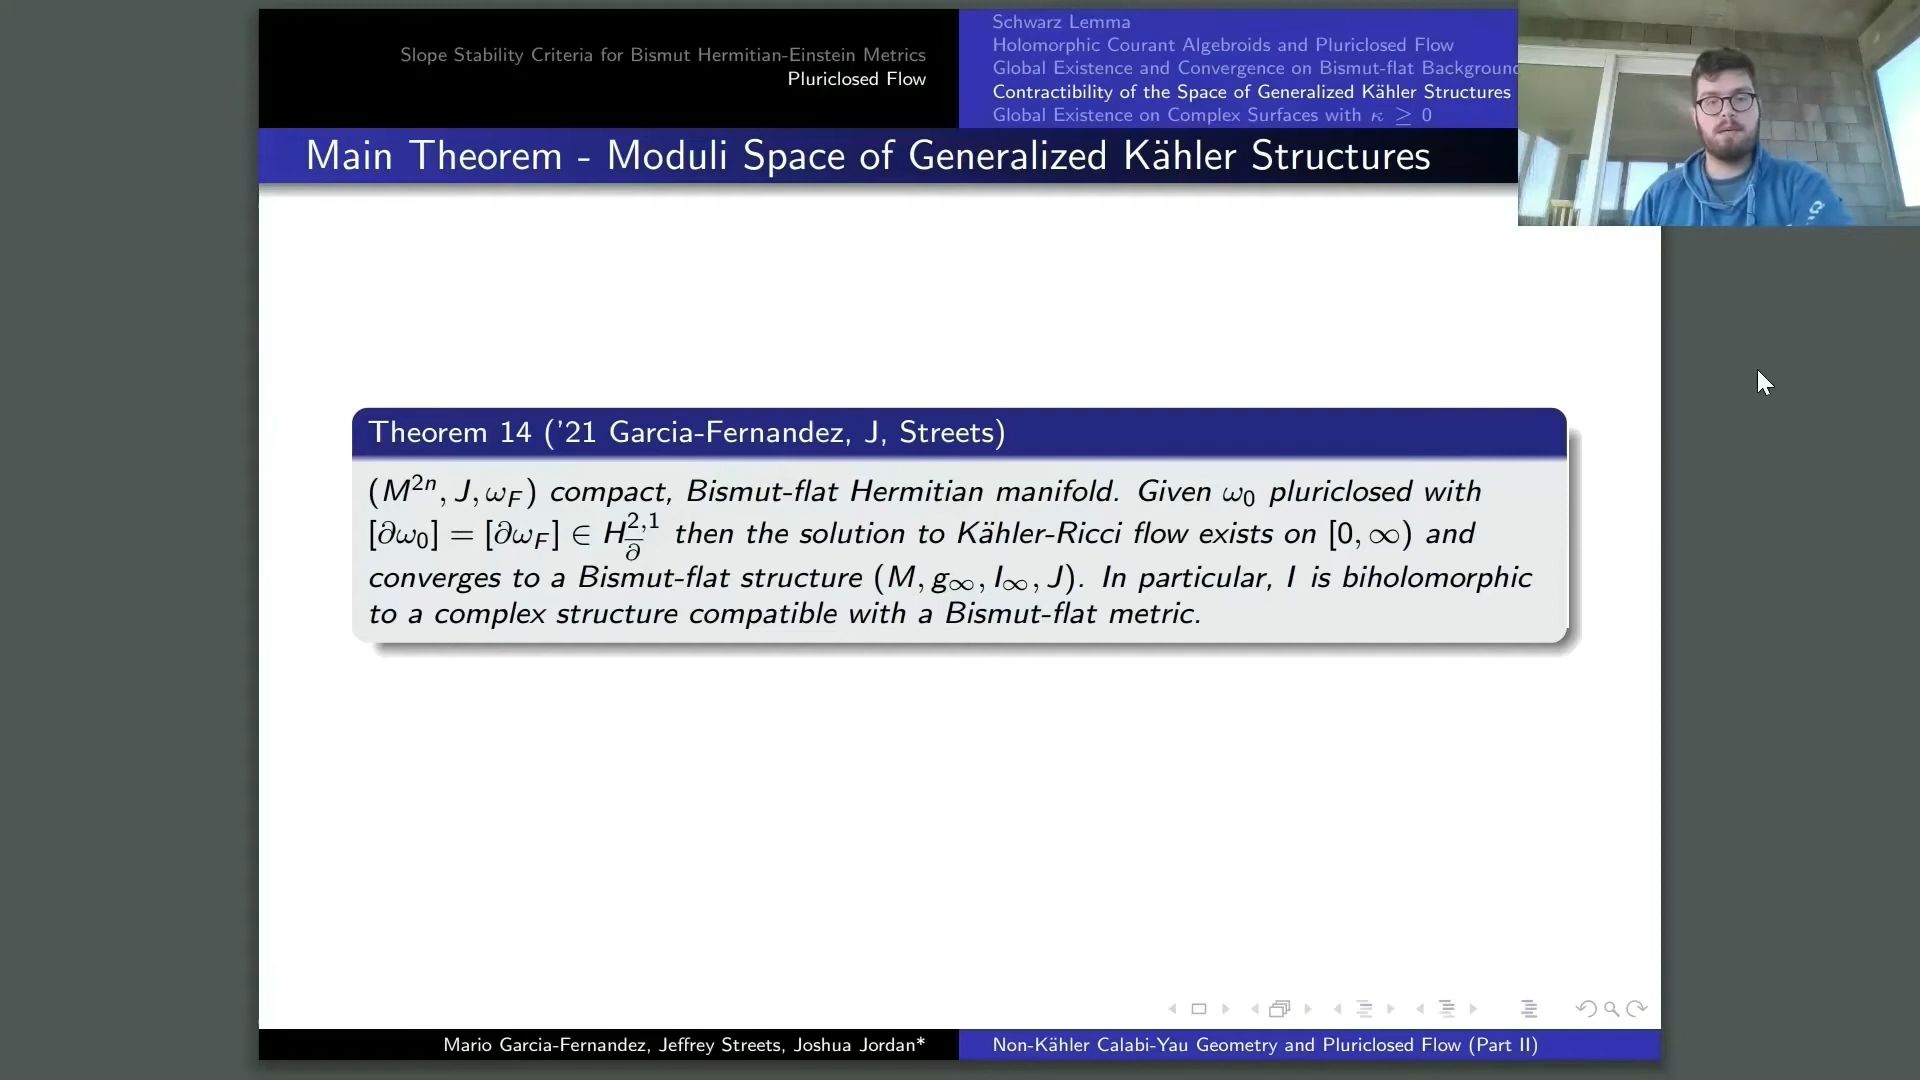 Slope Stability Criteria for Bismut Hermitian-Einstein Metrics
Pluriclosed Flow
Schwarz Lemma
Holomorphic Courant Algebroids and Pluriclosed Flow
Global Existence and Convergence on Bismut-flat Background
Contractibility of the Space of Generalized Kähler Structures
Global Existence on Complex Surfaces with κ ≥ 0
Main Theorem - Moduli Space of Generalized Kähler Structures
Theorem 14 ('21 Garcia-Fernandez, J, Streets)
(M²ⁿ, J, ω_F) compact, Bismut-flat Hermitian manifold. Given ω₀ pluriclosed with
[∂ω₀] = [∂ω_F] ∈ H^{2,1}_{\overline{∂}} then the solution to Kähler-Ricci flow exists on [0, ∞) and
converges to a Bismut-flat structure (M, g_∞, I_∞, J). In particular, I is biholomorphic
to a complex structure compatible with a Bismut-flat metric.
Mario Garcia-Fernandez, Jeffrey Streets, Joshua Jordan*
Non-Kähler Calabi-Yau Geometry and Pluriclosed Flow (Part II)